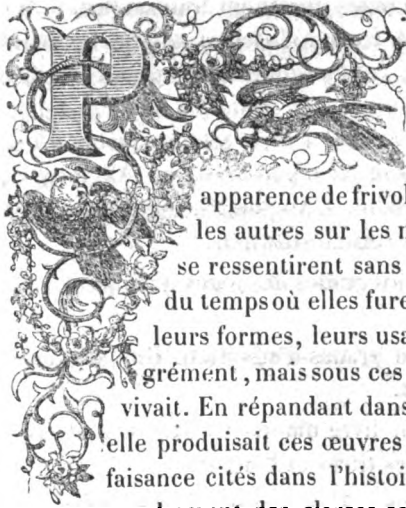 P
apparence de frivol
les autres sur les
se ressentirent sans
du temps où elles fure
leurs formes, leurs usa
grément, mais sous ces
vivait. En répandant dans
elle produisait ces œuvres
faisance cités dans l'histoi